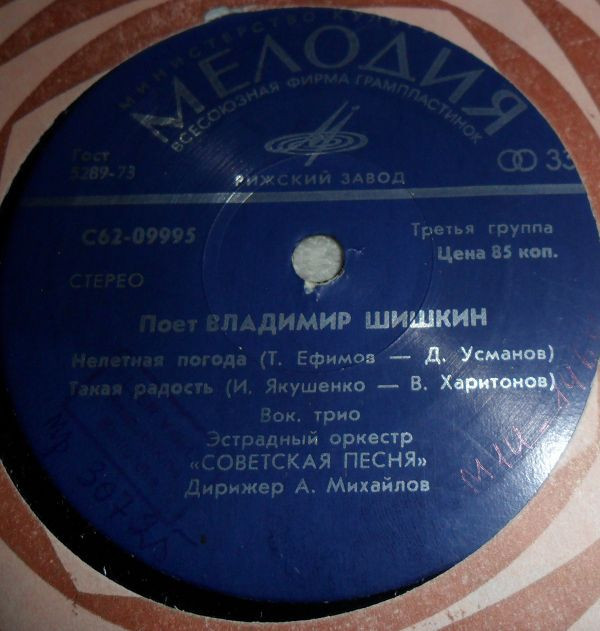 МИНИСТЕРСТВО
МЕЛОДИЯ
ВСЕСОЮЗНАЯ ФИРМА ГРАМПЛАСТИНОК
Гост
5289-73
РИЖСКИЙ ЗАВОД
33
С62-09995
Третья группа
Цена 85 коп.
СТЕРЕО
Поет ВЛАДИМИР ШИШКИН
Нелетная погода (Т. Ефимов — Д. Усманов)
Такая радость (И. Якушенко — В. Харитонов)
Вок. трио
Эстрадный оркестр
«СОВЕТСКАЯ ПЕСНЯ»
Дирижер А. Михайлов